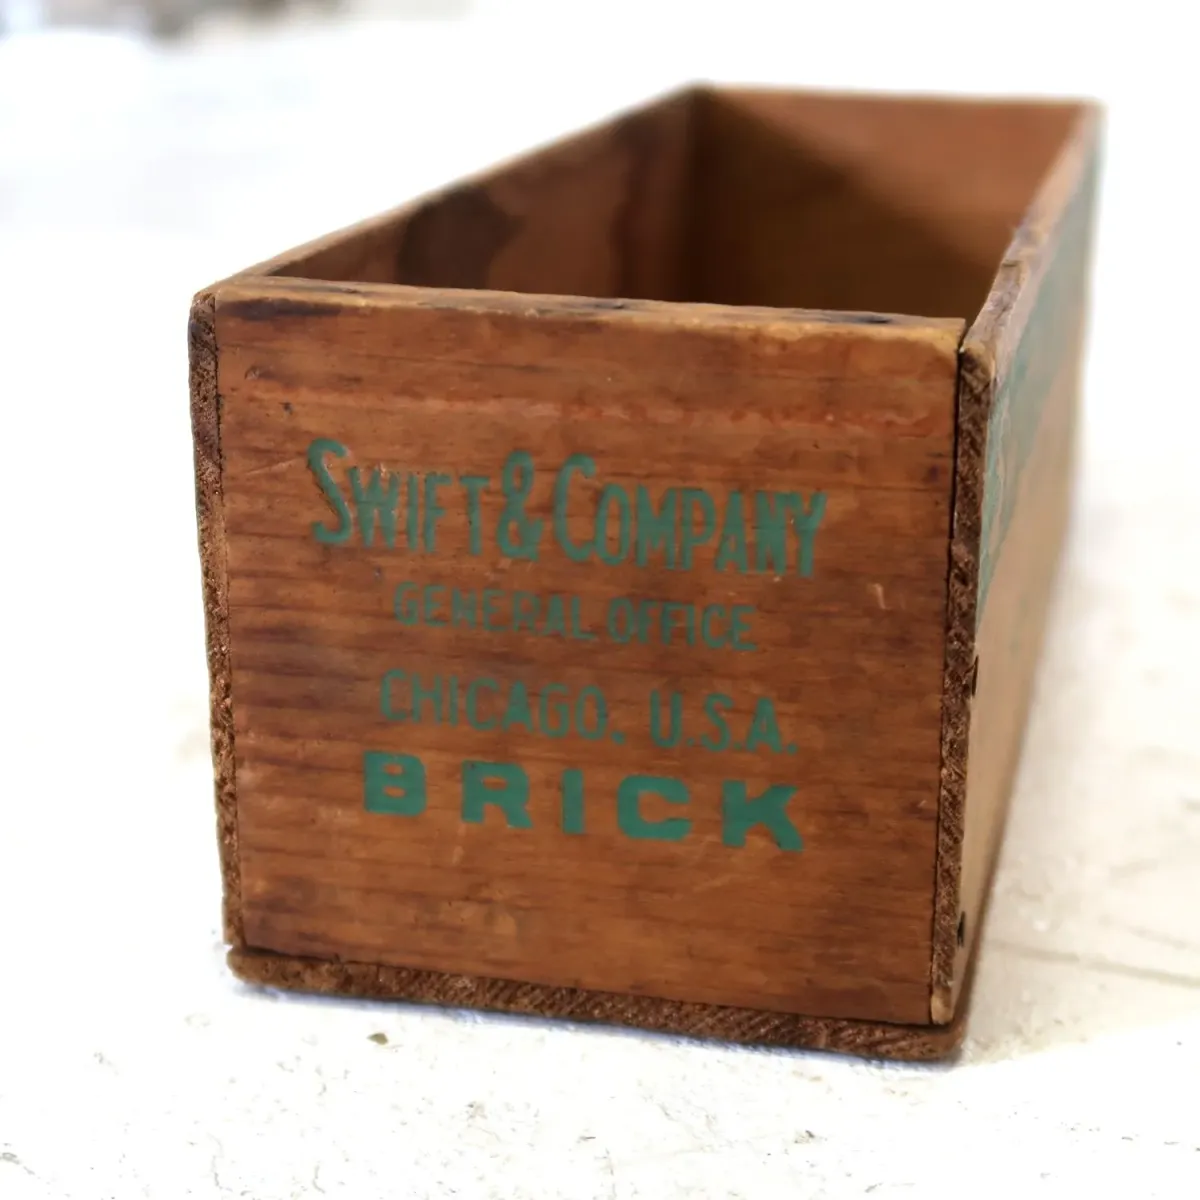 SWIFT & COMPANY
GENERAL OFFICE
CHICAGO, U.S.A.
BRICK